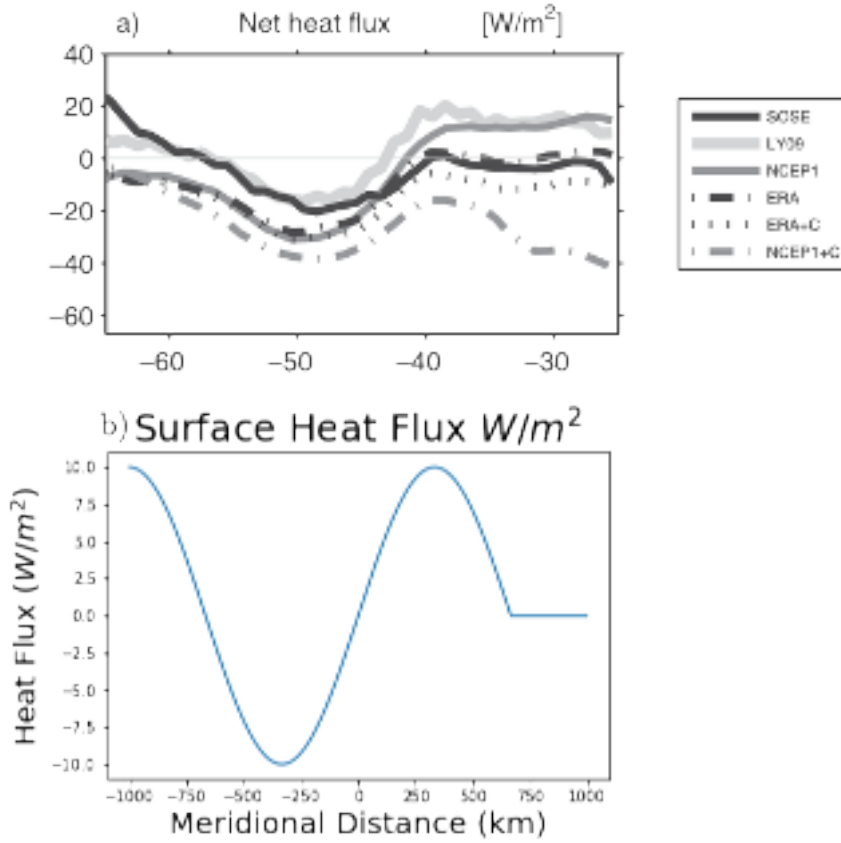 a) Net heat flux [W/m²]
40
20
0
−20
−40
−60
−60 −50 −40 −30
SOSE
LY09
NCEP1
ERA
ERA+C
NCEP1+C
b) Surface Heat Flux W/m²
Heat Flux (W/m²)
10.0
7.5
5.0
2.5
0.0
−2.5
−5.0
−7.5
−10.0
−1000 −750 −500 −250 0 250 500 750 1000
Meridional Distance (km)